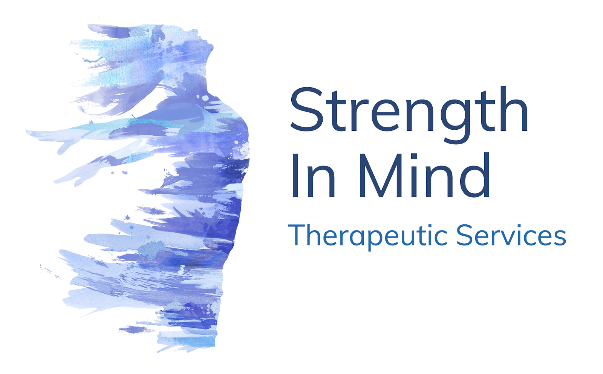 Strength
In Mind
Therapeutic Services